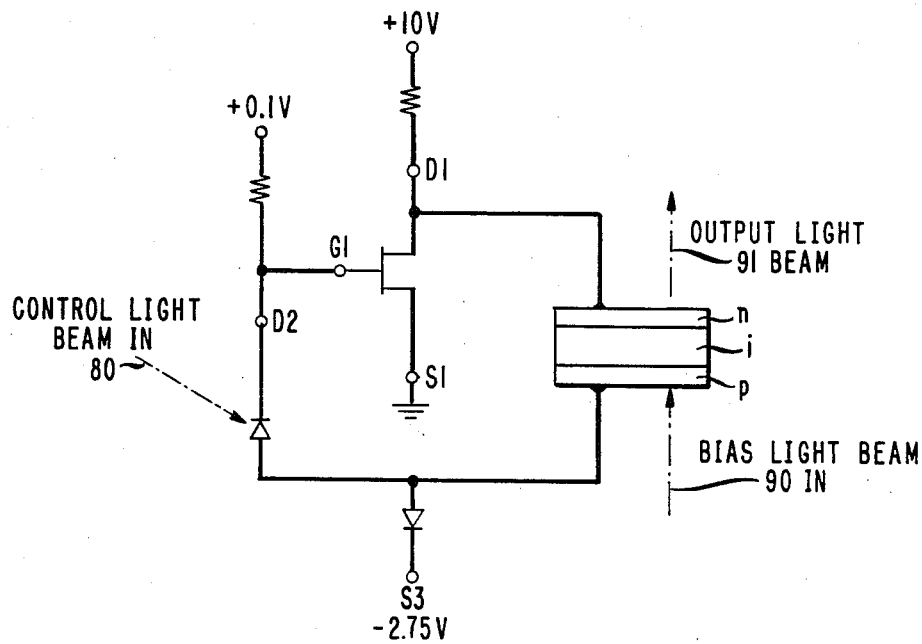 +10V
+0.1V
D1
G1
OUTPUT LIGHT
91 BEAM
CONTROL LIGHT
BEAM IN
80
D2
n
i
p
S1
BIAS LIGHT BEAM
90 IN
S3
-2.75V